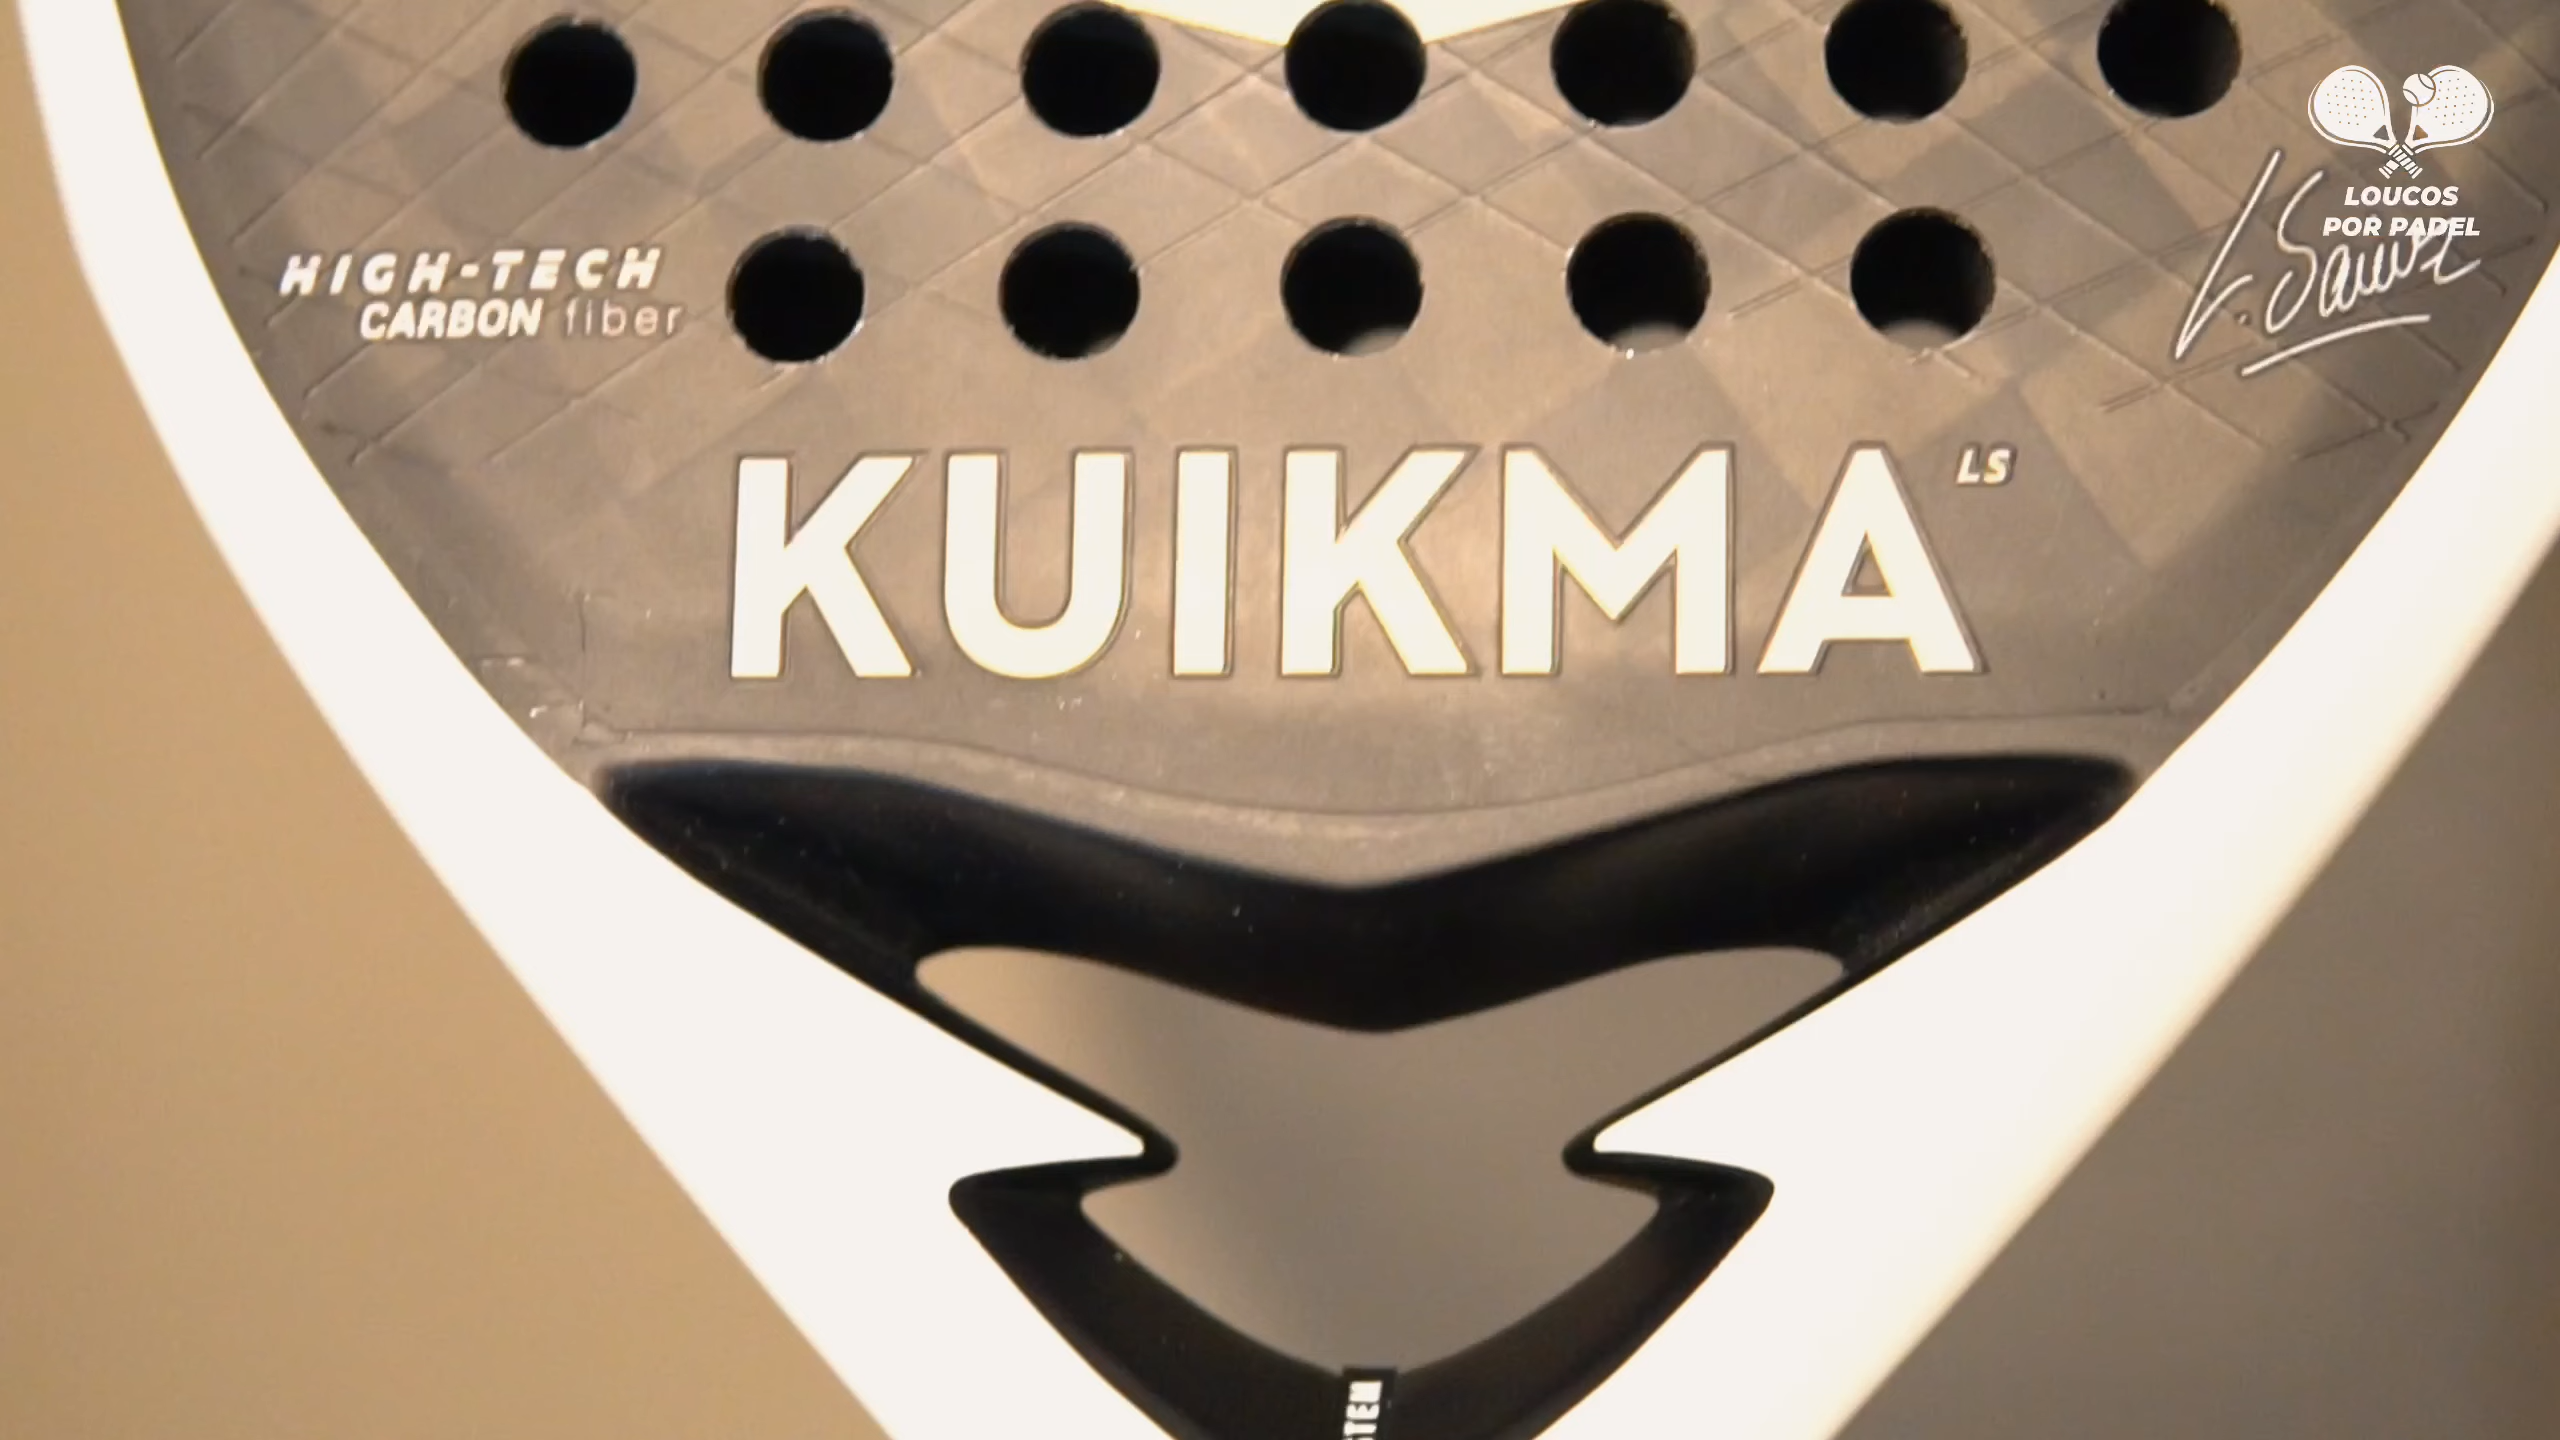 LOUCOS
POR PADEL
HIGH-TECH
CARBON fiber
KUIKMA
LS